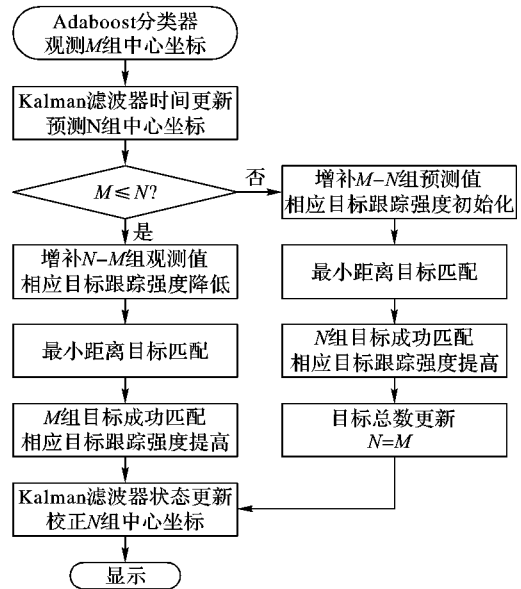 Adaboost分类器
观测M组中心坐标
Kalman滤波器时间更新
预测N组中心坐标
M≤N?
否
是
增补N-M组观测值
相应目标跟踪强度降低
最小距离目标匹配
M组目标成功匹配
相应目标跟踪强度提高
增补M-N组预测值
相应目标跟踪强度初始化
最小距离目标匹配
N组目标成功匹配
相应目标跟踪强度提高
目标总数更新
N=M
Kalman滤波器状态更新
校正N组中心坐标
显示